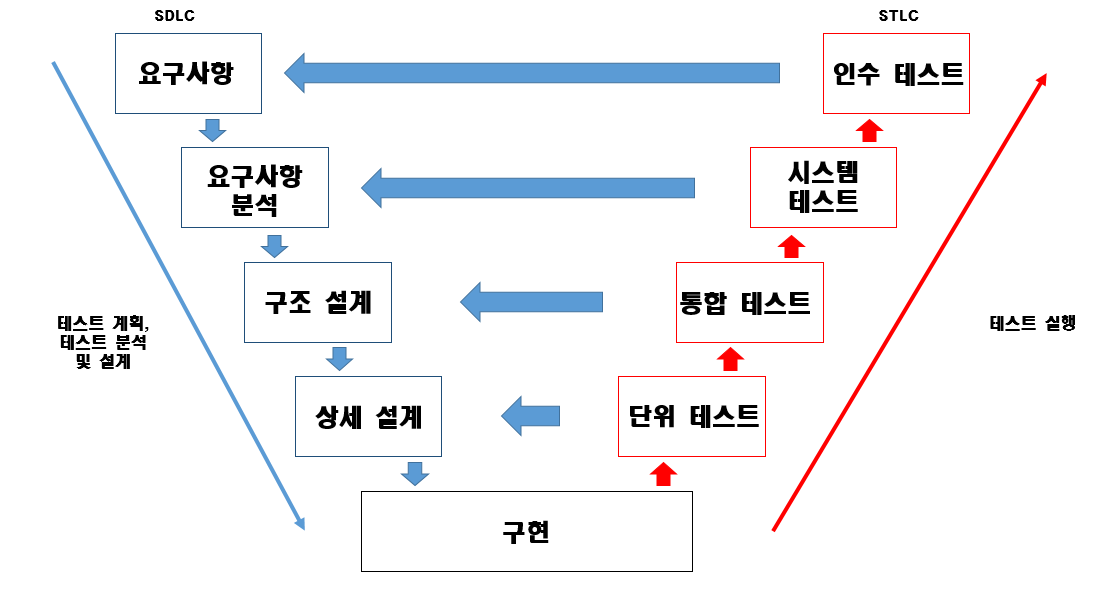 SDLC
STLC
요구사항
인수 테스트
요구사항
분석
시스템
테스트
구조 설계
통합 테스트
테스트 계획,
테스트 분석
및 설계
테스트 실행
상세 설계
단위 테스트
구현